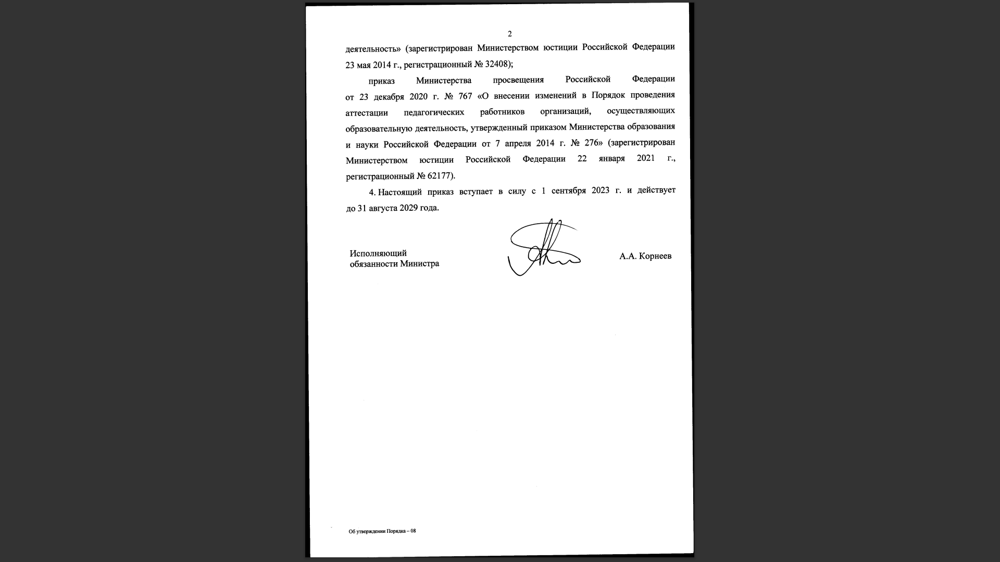 2
деятельность» (зарегистрирован Министерством юстиции Российской Федерации
23 мая 2014 г., регистрационный № 32408);
приказ Министерства просвещения Российской Федерации
от 23 декабря 2020 г. № 767 «О внесении изменений в Порядок проведения
аттестации педагогических работников организаций, осуществляющих
образовательную деятельность, утвержденный приказом Министерства образования
и науки Российской Федерации от 7 апреля 2014 г. № 276» (зарегистрирован
Министерством юстиции Российской Федерации 22 января 2021 г.,
регистрационный № 62177).
4. Настоящий приказ вступает в силу с 1 сентября 2023 г. и действует
до 31 августа 2029 года.
Исполняющий
обязанности Министра
А.А. Корнеев
Об утверждении Порядка – 08